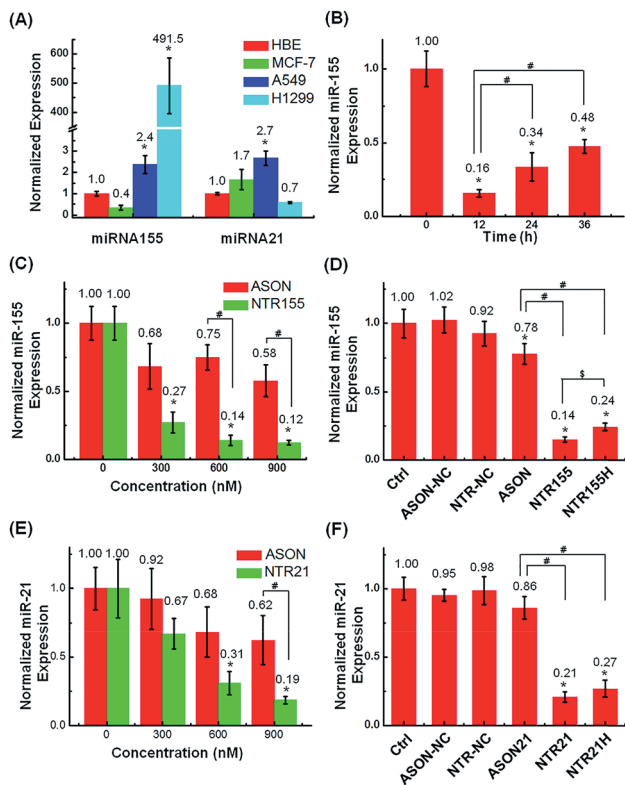 (A)
Normalized Expression
600
500
400
300
3
2
1
0
491.5
*
HBE
MCF-7
A549
H1299
1.0
0.4
2.4
*
1.0
1.7
2.7
*
0.7
miRNA155
miRNA21
(B)
Normalized miR-155
Expression
1.0
0.5
0.0
1.00
#
#
0.16
*
0.34
*
0.48
*
0
12
24
36
Time (h)
(C)
Normalized miR-155
Expression
1.0
0.5
0.0
1.00
1.00
ASON
NTR155
0.68
0.27
*
0.75
#
0.14
*
0.58
#
0.12
*
0
300
600
900
Concentration (nM)
(D)
Normalized miR-155
Expression
1.0
0.5
0.0
1.00
1.02
0.92
#
#
0.78
*
$
0.14
*
0.24
*
Ctrl
ASON-NC
NTR-NC
ASON
NTR155
NTR155H
(E)
Normalized miR-21
Expression
1.0
0.5
0.0
1.00
1.00
ASON
NTR21
0.92
0.67
0.68
0.31
*
0.62
#
0.19
*
0
300
600
900
Concentration (nM)
(F)
Normalized miR-21
Expression
1.0
0.5
0.0
1.00
0.95
0.98
#
#
0.86
0.21
*
0.27
*
Ctrl
ASON-NC
NTR-NC
ASON21
NTR21
NTR21H